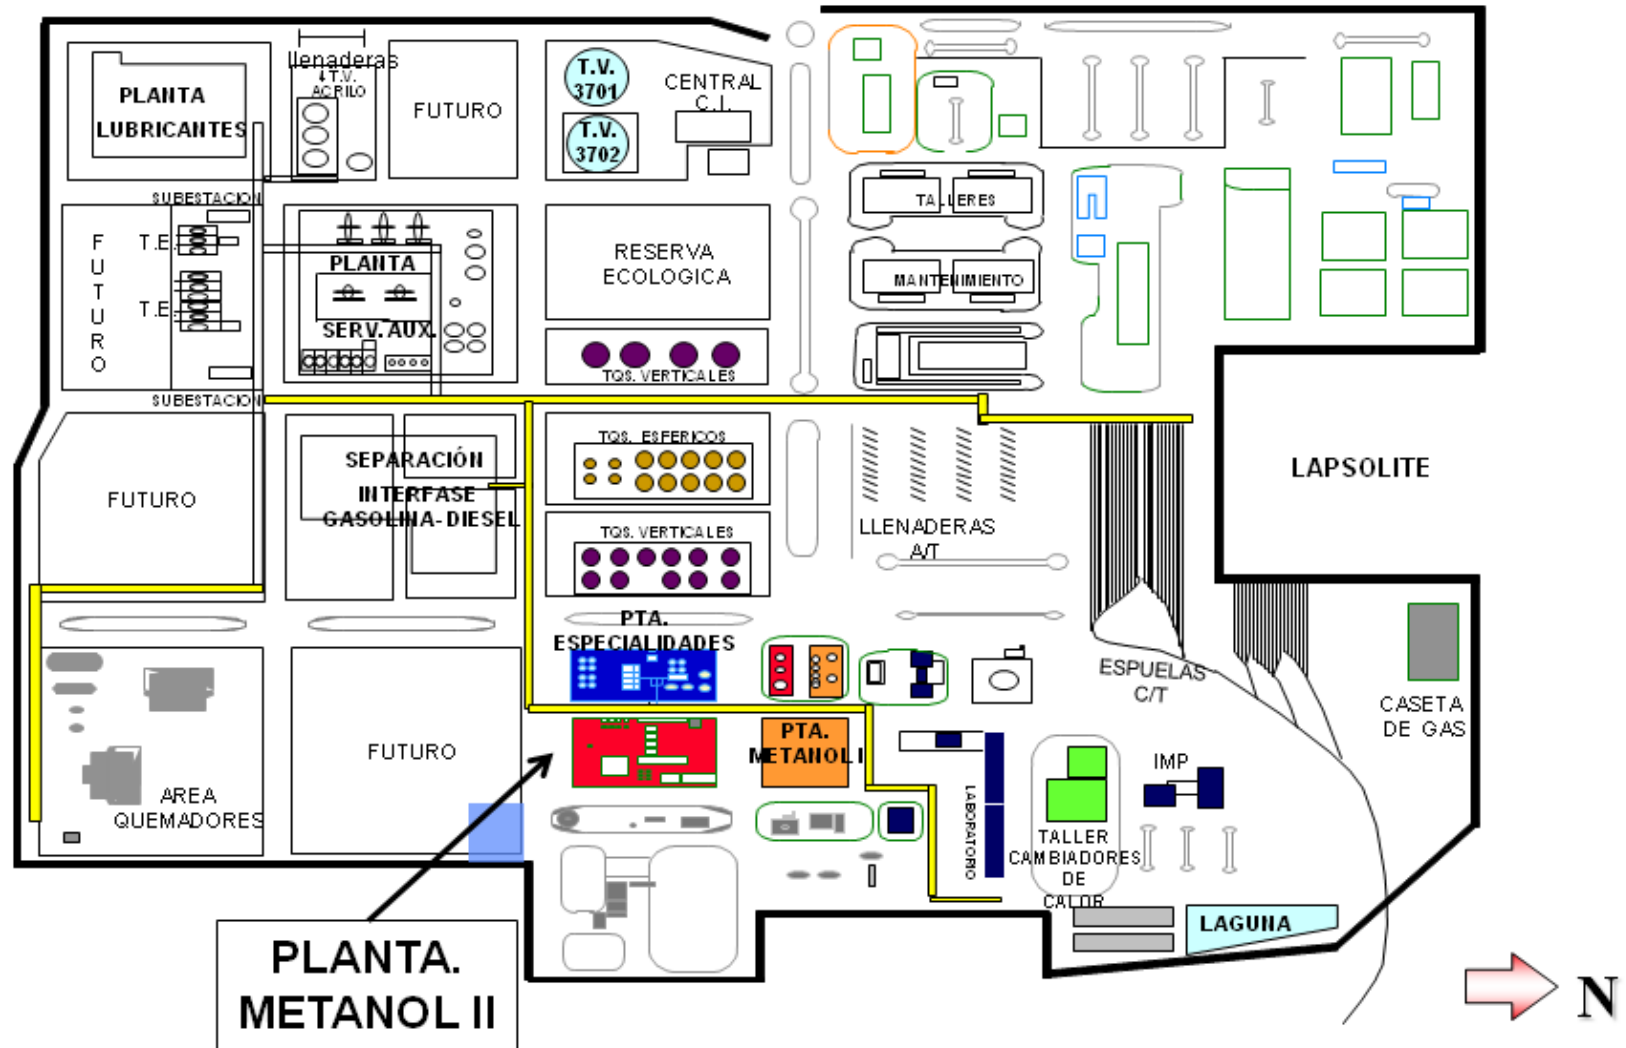 llenaderas
4 T.V.
ACRILO
PLANTA
LUBRICANTES
FUTURO
T.V.
3701
T.V.
3702
CENTRAL
C.I.
SUBESTACION
FUTURO
T.E.
T.E.
PLANTA
SERV. AUX.
RESERVA
ECOLOGICA
TALLERES
MANTENIMIENTO
TQS. VERTICALES
SUBESTACION
FUTURO
SEPARACIÓN
INTERFASE
GASOLINA-DIESEL
TQS. ESFERICOS
TQS. VERTICALES
LLENADERAS
A/T
LAPSOLITE
PTA.
ESPECIALIDADES
ESPUELAS
C/T
CASETA
DE GAS
FUTURO
PTA.
METANOL I
IMP
AREA
QUEMADORES
LABORATORIO
TALLER
CAMBIADORES
DE
CALOR
LAGUNA
PLANTA.
METANOL II
N